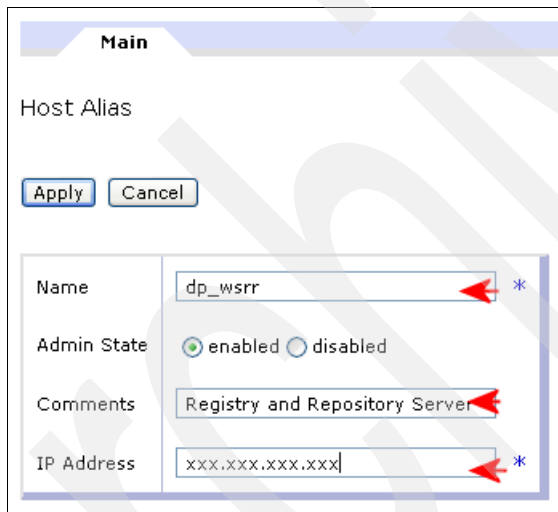 Main
Host Alias
Apply Cancel
Name dp_wsrr *
Admin State enabled disabled
Comments Registry and Repository Server
IP Address xxx.xxx.xxx.xxx *